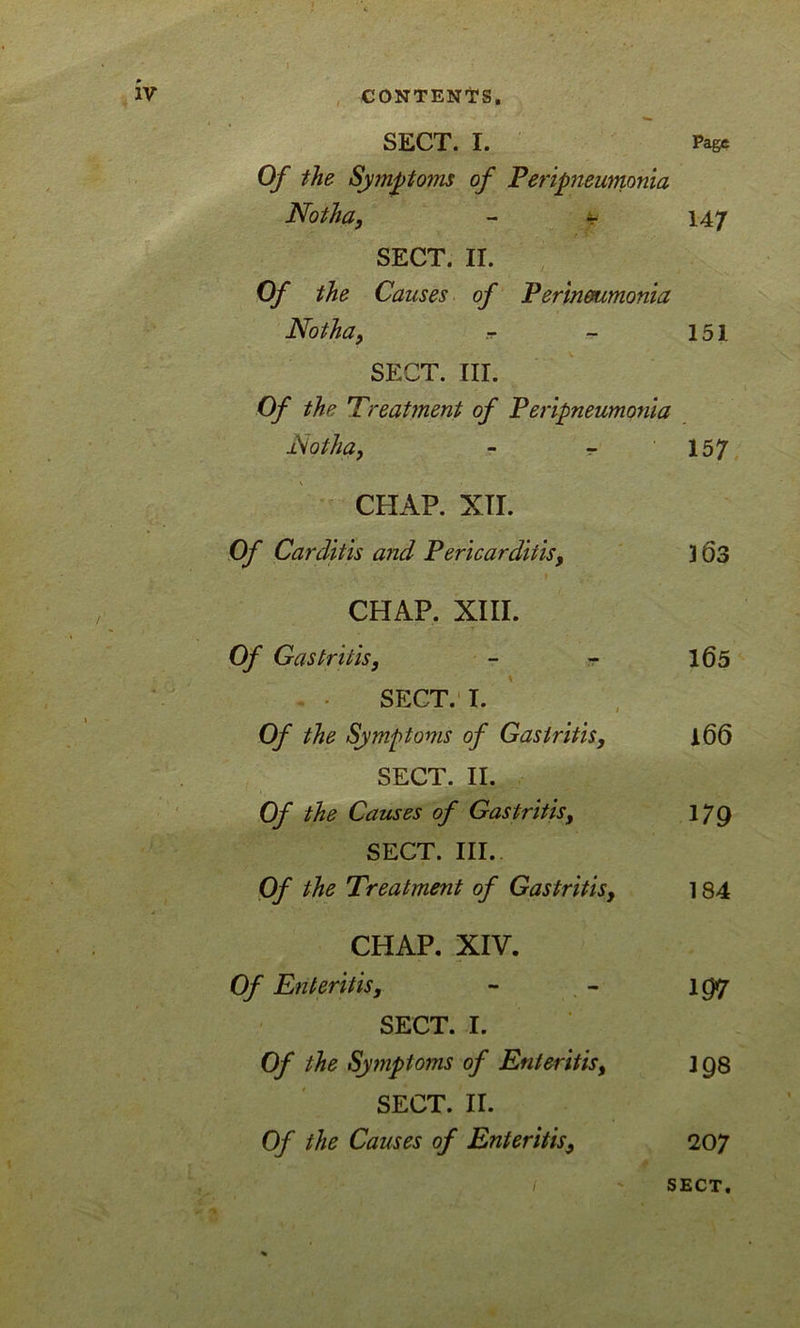 iv CONTENTS.
SECT. I. Page
Of the Symptoms of Peripneumonia
Notha, - - 147
SECT. II.
Of the Causes of Perineumonia
Notha, - - 151
SECT. III.
Of the Treatment of Peripneumonia
Notha, - - 157
CHAP. XII.
Of Carditis and Pericarditis, 163
CHAP. XIII.
Of Gastritis, - - 165
SECT. I.
Of the Symptoms of Gastritis, 166
SECT. II.
Of the Causes of Gastritis, 179
SECT. III.
Of the Treatment of Gastritis, 184
CHAP. XIV.
Of Enteritis, - - 197
SECT. I.
Of the Symptoms of Enteritis, 198
SECT. II.
Of the Causes of Enteritis, 207
SECT.